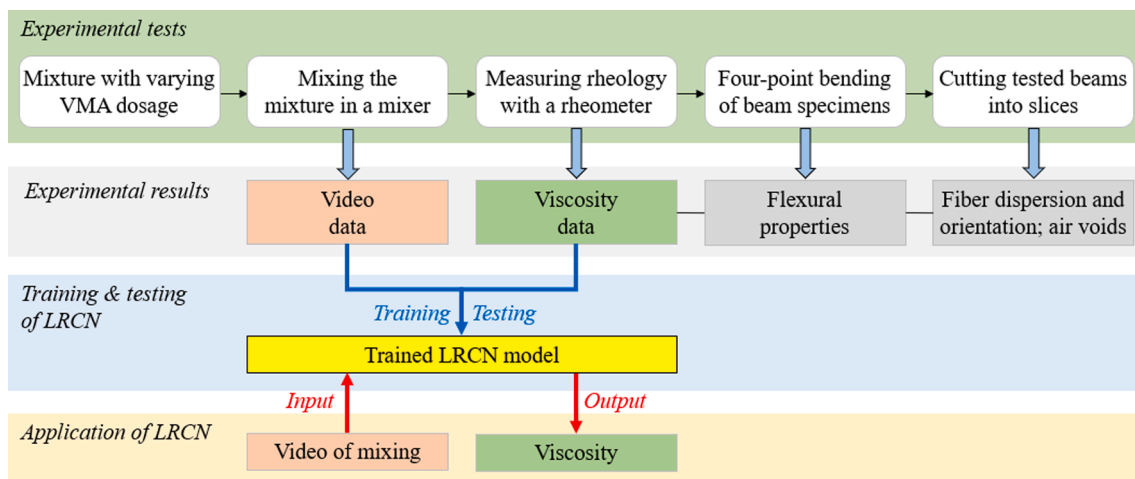 Experimental tests
Mixture with varying
VMA dosage
Mixing the
mixture in a mixer
Measuring rheology
with a rheometer
Four-point bending
of beam specimens
Cutting tested beams
into slices
Experimental results
Video
data
Viscosity
data
Flexural
properties
Fiber dispersion and
orientation; air voids
Training & testing
of LRCN
Training
Testing
Trained LRCN model
Input
Output
Application of LRCN
Video of mixing
Viscosity